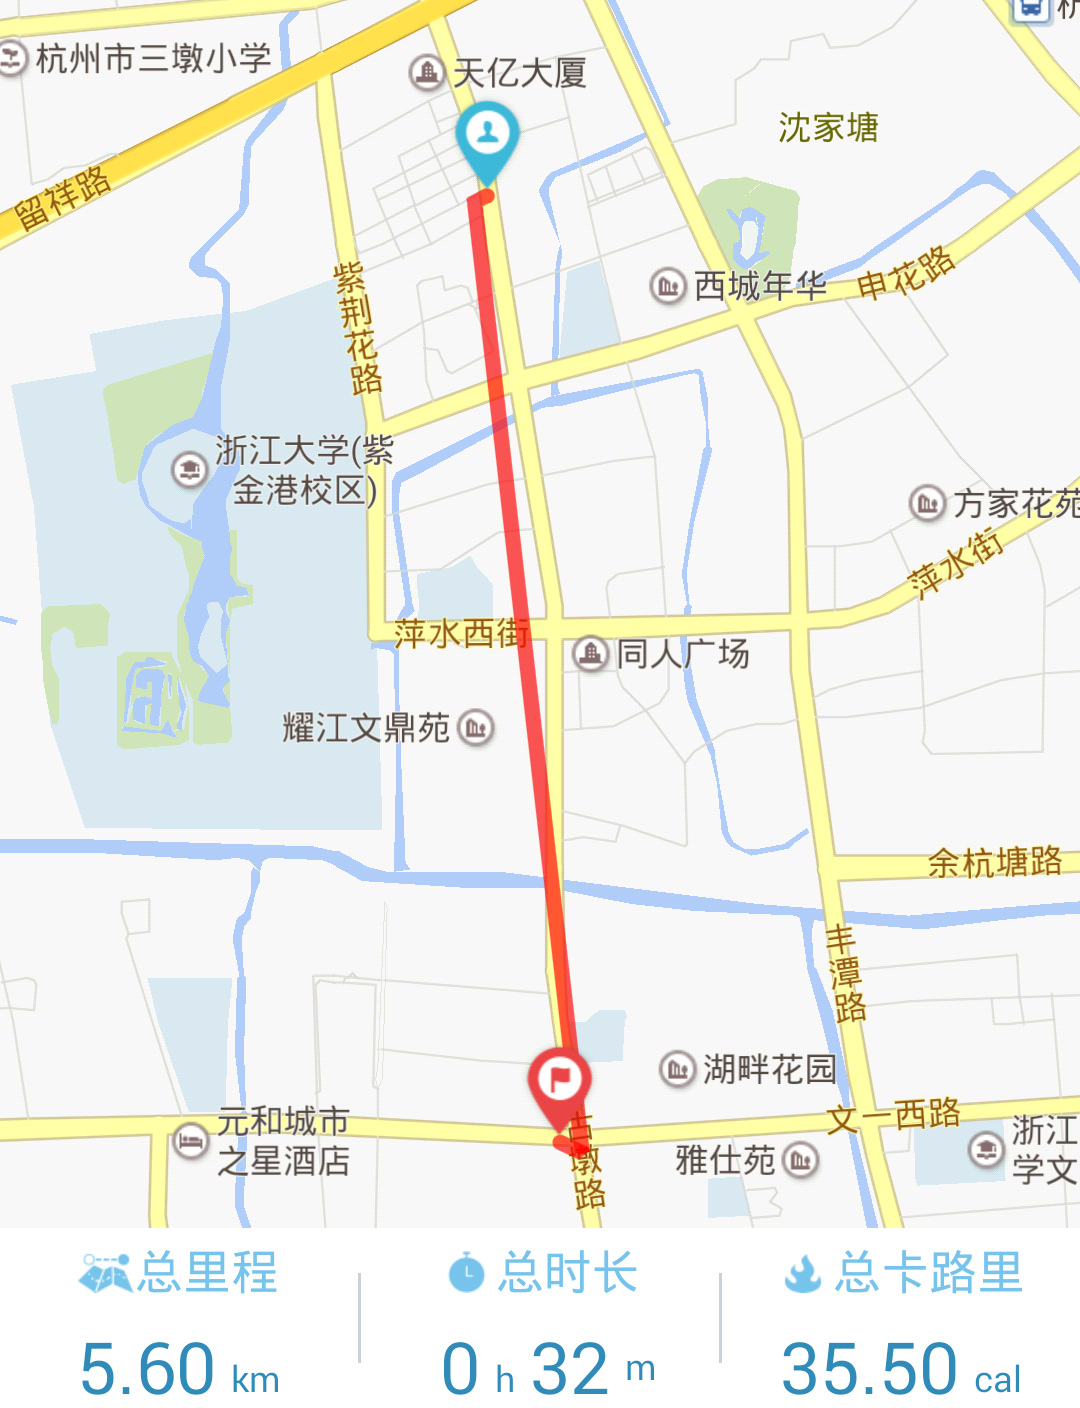 杭
杭州市三墩小学
天亿大厦
沈家塘
留祥路
紫荆花路
西城年华
申花路
浙江大学(紫
金港校区)
方家花苑
萍水街
萍水西街
同人广场
耀江文鼎苑
余杭塘路
丰潭路
湖畔花园
元和城市
之星酒店
文一西路
古墩路
雅仕苑
浙江
学文
总里程
总时长
总卡路里
5.60 km
0 h 32 m
35.50 cal